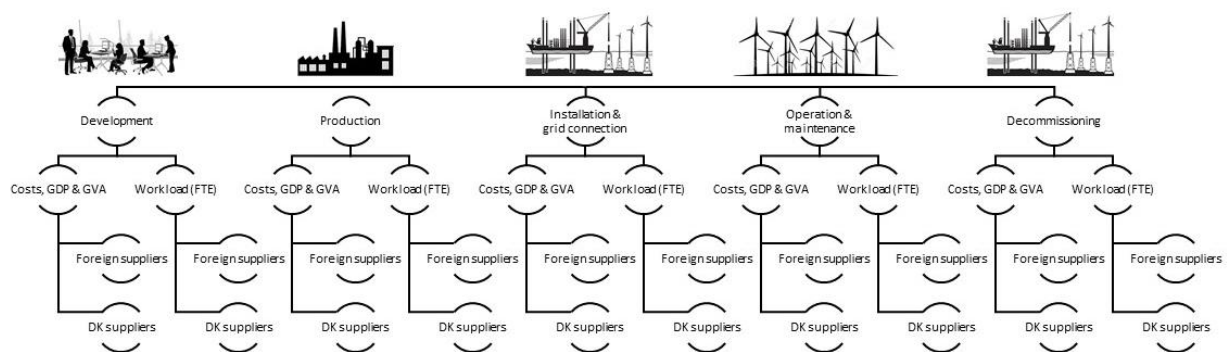 Development
Production
Installation &
grid connection
Operation &
maintenance
Decommissioning
Costs, GDP & GVA
Workload (FTE)
Costs, GDP & GVA
Workload (FTE)
Costs, GDP & GVA
Workload (FTE)
Costs, GDP & GVA
Workload (FTE)
Costs, GDP & GVA
Workload (FTE)
Foreign suppliers
Foreign suppliers
Foreign suppliers
Foreign suppliers
Foreign suppliers
Foreign suppliers
Foreign suppliers
Foreign suppliers
Foreign suppliers
Foreign suppliers
DK suppliers
DK suppliers
DK suppliers
DK suppliers
DK suppliers
DK suppliers
DK suppliers
DK suppliers
DK suppliers
DK suppliers